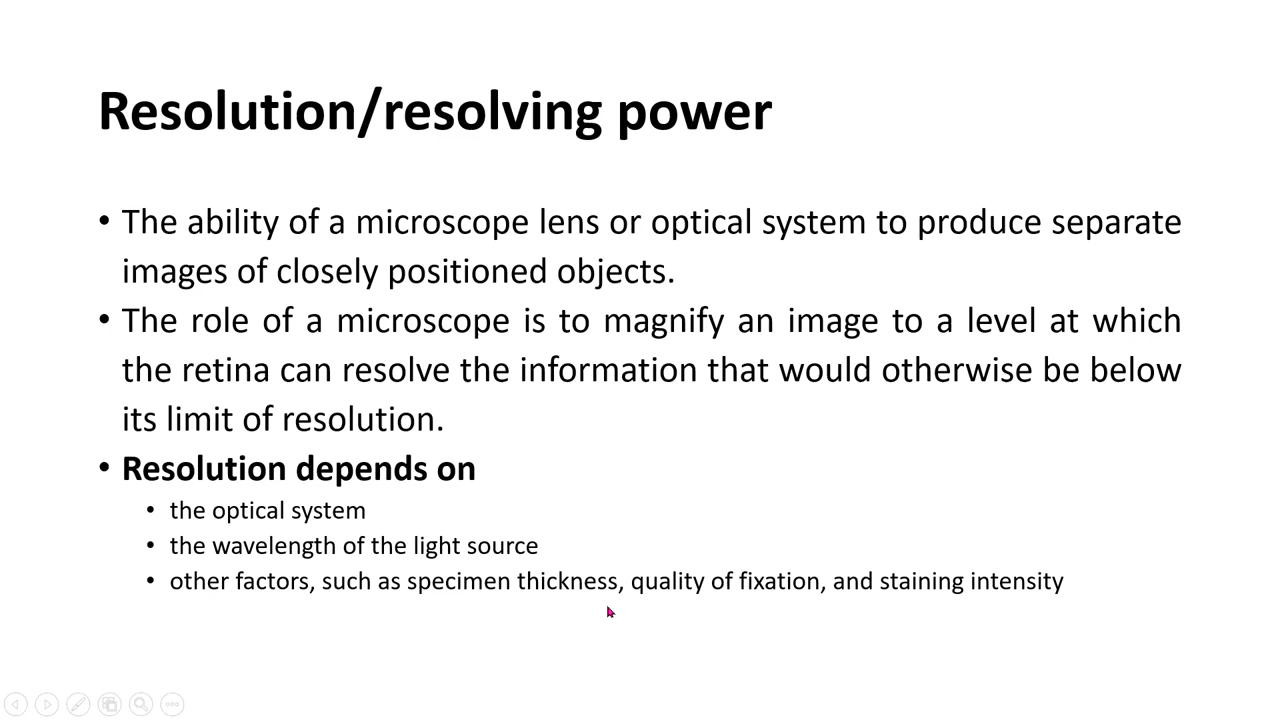 Resolution/resolving power
• The ability of a microscope lens or optical system to produce separate
images of closely positioned objects.
• The role of a microscope is to magnify an image to a level at which
the retina can resolve the information that would otherwise be below
its limit of resolution.
• Resolution depends on
• the optical system
• the wavelength of the light source
• other factors, such as specimen thickness, quality of fixation, and staining intensity